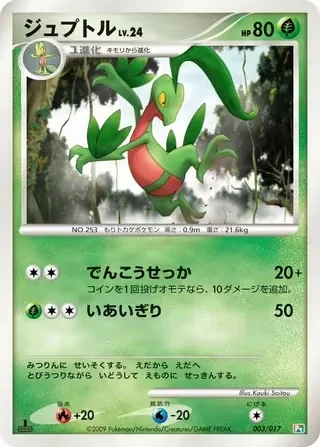 ジュプトル LV.24 HP 80
1進化 キモリから進化
NO.253 もりトカゲポケモン 高さ：0.9m 重さ：21.6kg
でんこうせっか 20+
コインを1回投げオモテなら、10ダメージを追加。
いあいぎり 50
みつりんに せいそくする。えだから えだへ
とびうつりながら いどうして えものに せっきんする。
Illus.Kouki Saitou
弱点 抵抗力 にげる
+20 -20
1
©2009 Pokémon/Nintendo/Creatures/GAME FREAK. 003/017